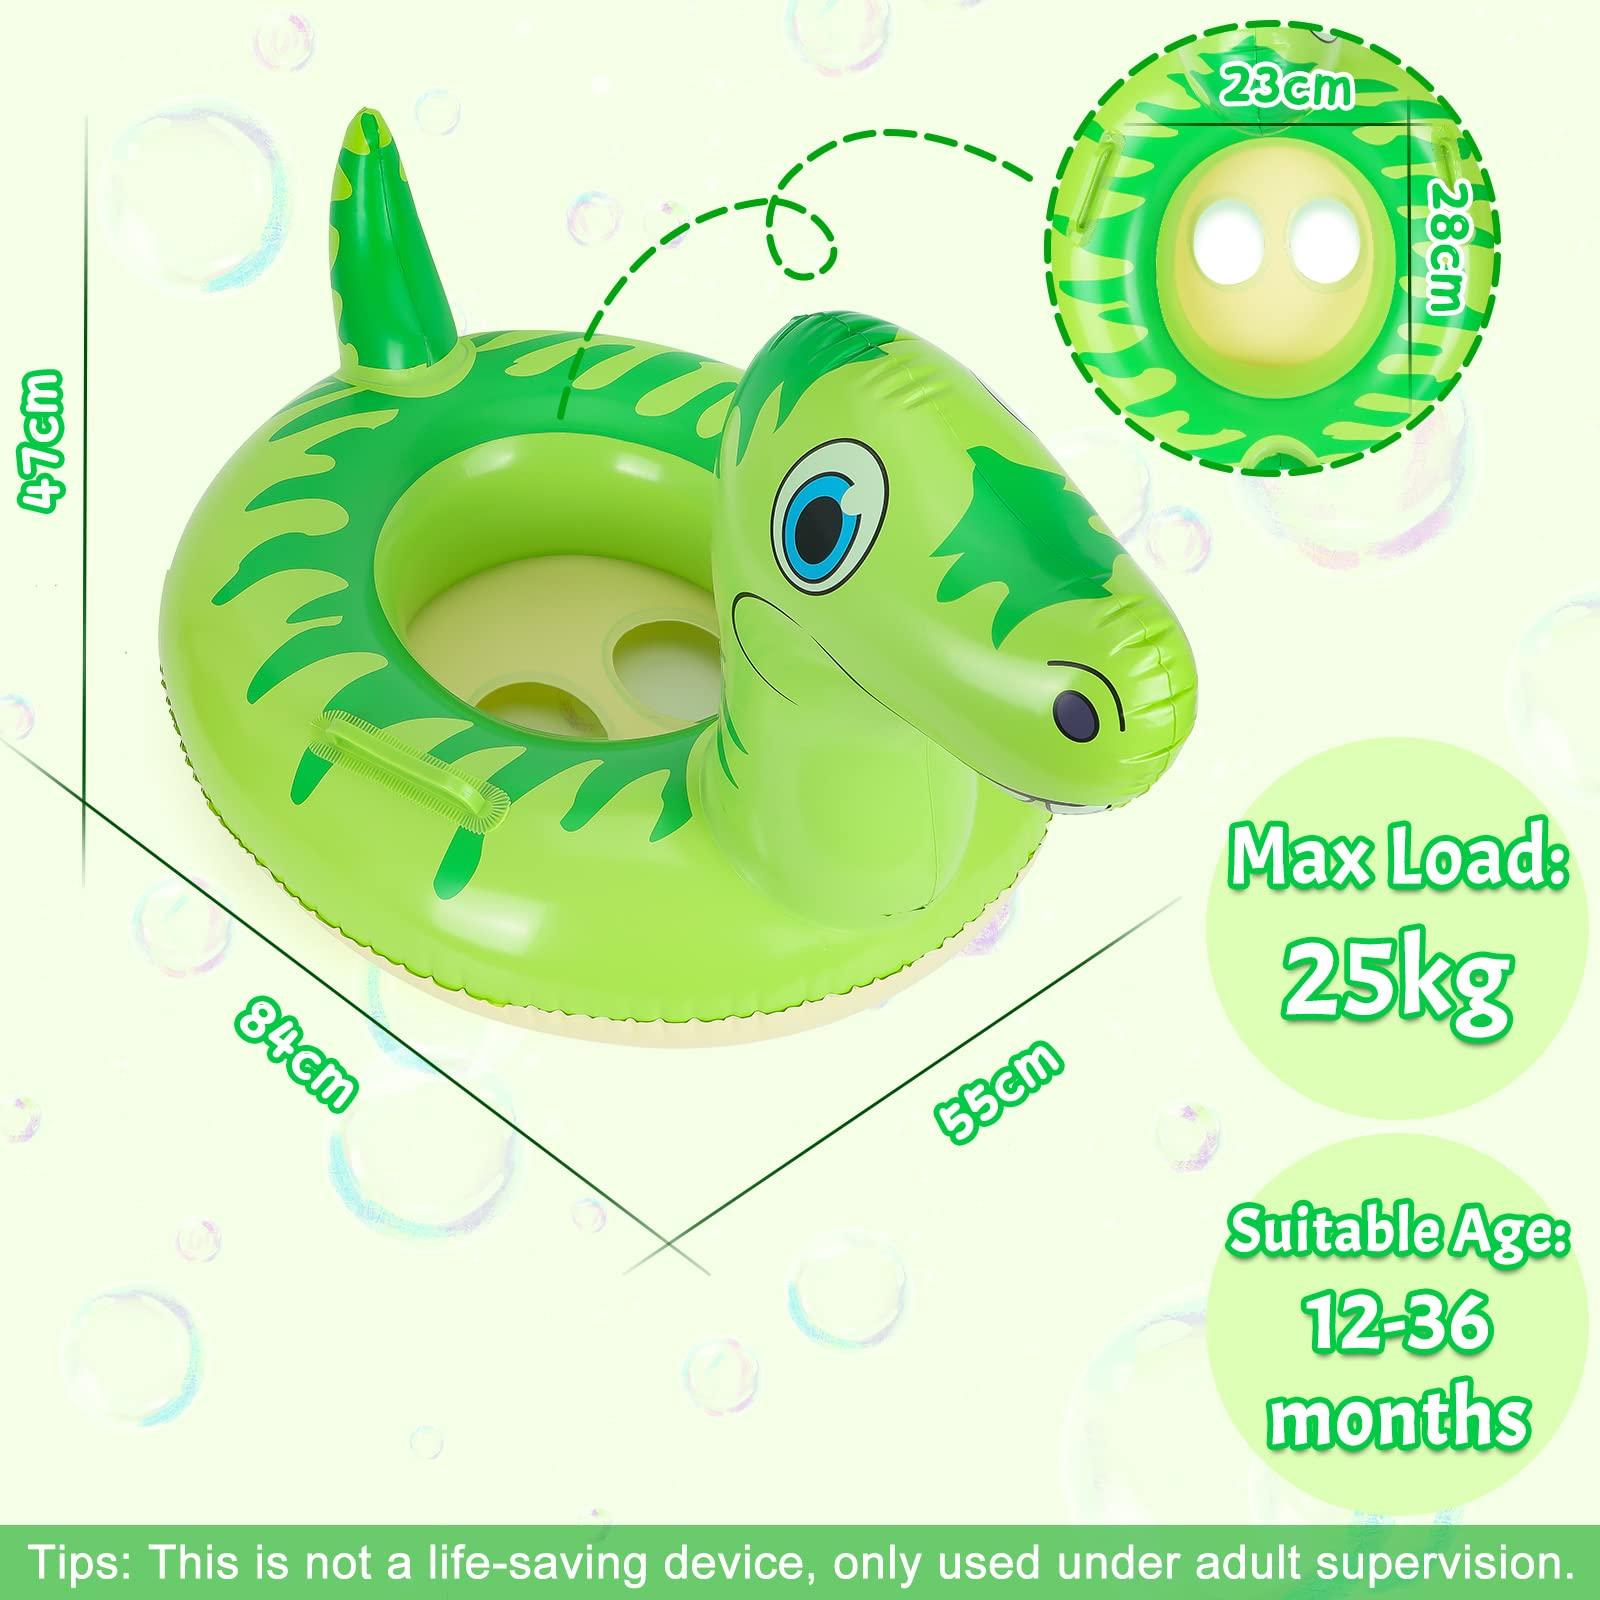 23cm
28cm
47cm
84cm
55cm
Max Load:
25kg
Suitable Age:
12-36
months
Tips: This is not a life-saving device, only used under adult supervision.